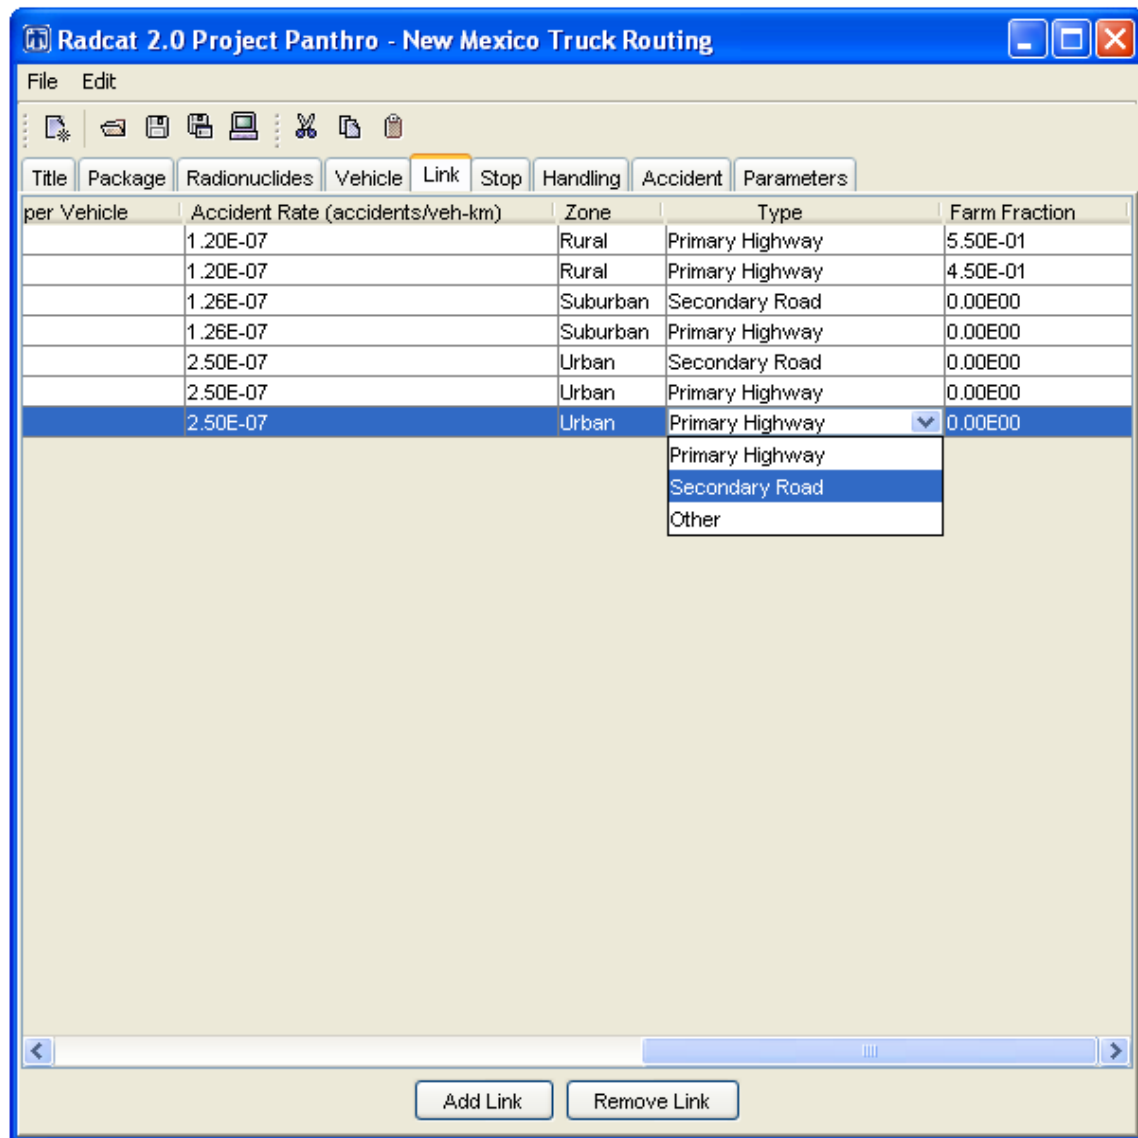 Radcat 2.0 Project Panthro - New Mexico Truck Routing
File Edit
Title Package Radionuclides Vehicle Link Stop Handling Accident Parameters
per Vehicle Accident Rate (accidents/veh-km) Zone Type Farm Fraction
1.20E-07 Rural Primary Highway 5.50E-01
1.20E-07 Rural Primary Highway 4.50E-01
1.26E-07 Suburban Secondary Road 0.00E00
1.26E-07 Suburban Primary Highway 0.00E00
2.50E-07 Urban Secondary Road 0.00E00
2.50E-07 Urban Primary Highway 0.00E00
2.50E-07 Urban Primary Highway 0.00E00
Primary Highway
Secondary Road
Other
Add Link Remove Link